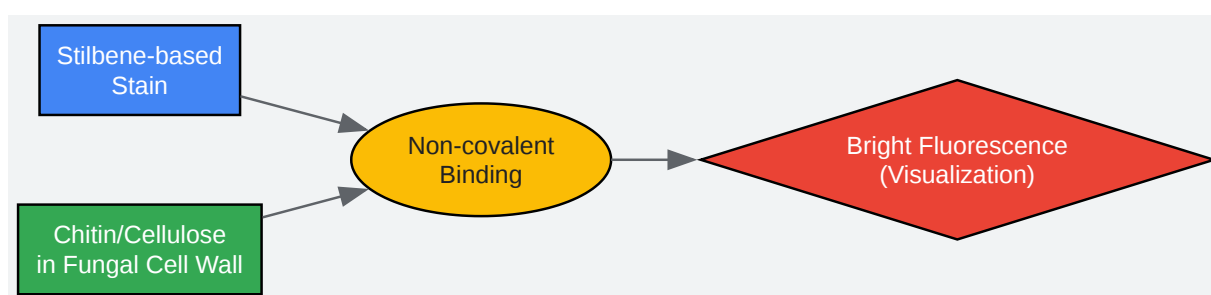 Stilbene-based
Stain
Non-covalent
Binding
Bright Fluorescence
(Visualization)
Chitin/Cellulose
in Fungal Cell Wall